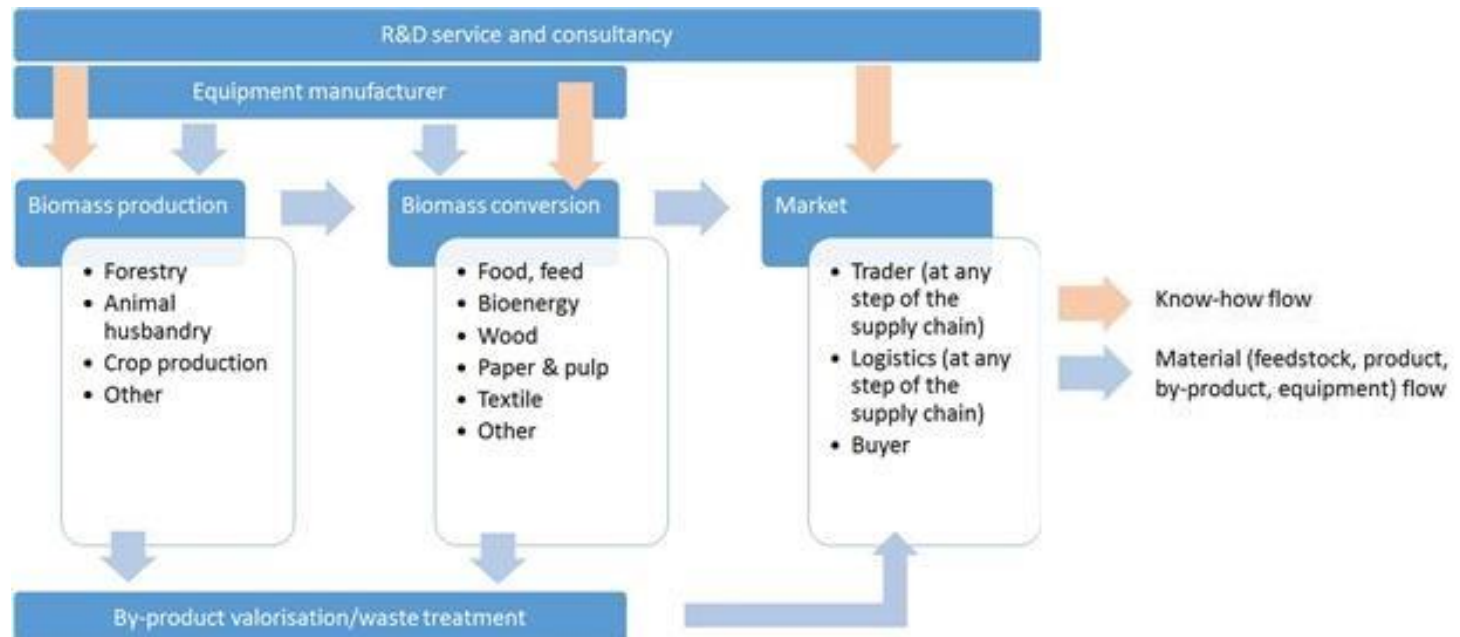 R&D service and consultancy
Equipment manufacturer
Biomass production
• Forestry
• Animal
husbandry
• Crop production
• Other
Biomass conversion
• Food, feed
• Bioenergy
• Wood
• Paper & pulp
• Textile
• Other
Market
• Trader (at any
step of the
supply chain)
• Logistics (at any
step of the
supply chain)
• Buyer
Know-how flow
Material (feedstock, product,
by-product, equipment) flow
By-product valorisation/waste treatment